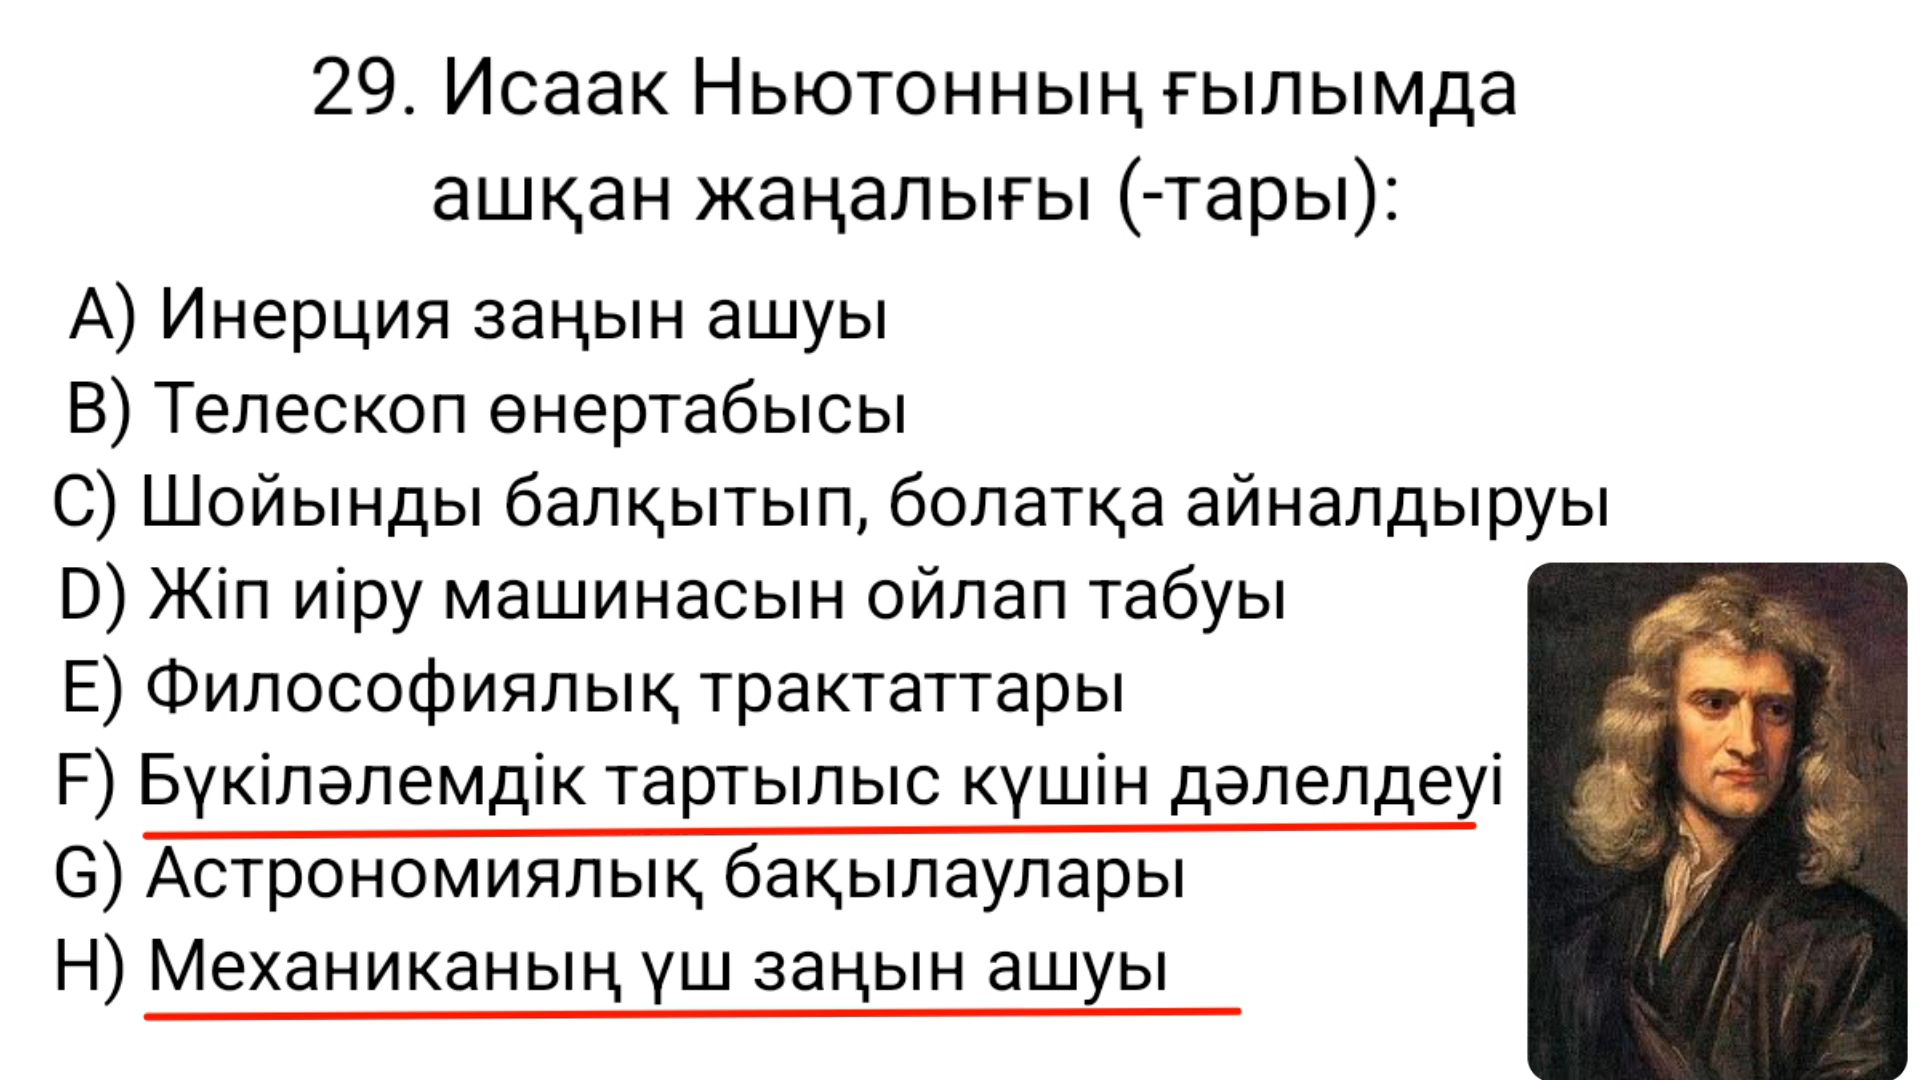 29. Исаак Ньютонның ғылымда
ашқан жаңалығы (-тары):
A) Инерция заңын ашуы
B) Телескоп өнертабысы
C) Шойынды балқытып, болатқа айналдыруы
D) Жіп иіру машинасын ойлап табуы
E) Философиялық трактаттары
F) Бүкіләлемдік тартылыс күшін дәлелдеуі
G) Астрономиялық бақылаулары
H) Механиканың үш заңын ашуы